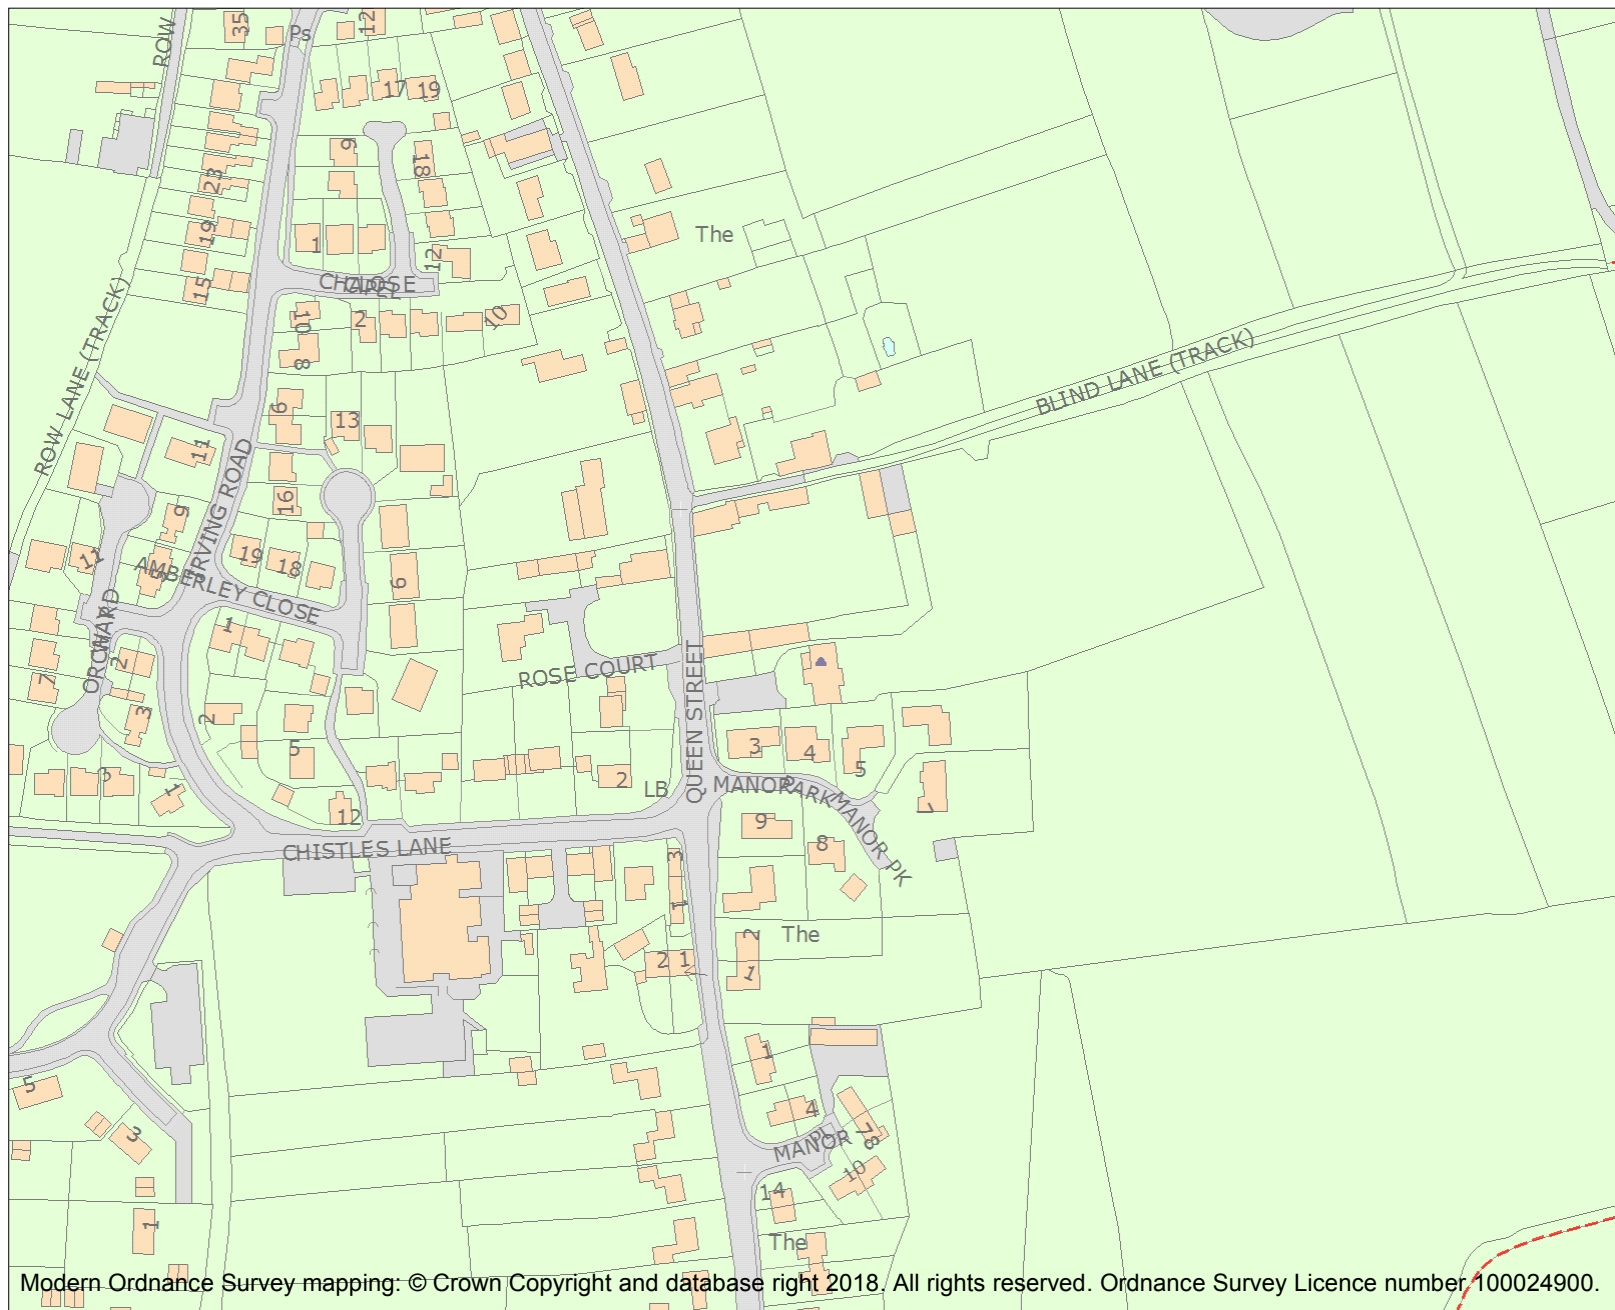 ROW
35
Ps
12
17
19
9
18
23
19
1
12
15
CHAPEL
CLOSE
The
10
2
10
8
ROW LANE (TRACK)
BLIND LANE (TRACK)
6
13
11
IRVING ROAD
16
9
19
18
11
5
AMBERLEY CLOSE
6
ORCHARD
WAY
1
2
7
ROSE COURT
QUEEN STREET
3
2
5
3
4
5
3
1
2
LB
MANOR
PARK
MANOR PK
7
12
9
8
CHISTLES LANE
3
1
The
2
1
2
1
1
4
7
8
MANOR
PL
10
14
5
3
1
The
Modern Ordnance Survey mapping: © Crown Copyright and database right 2018. All rights reserved. Ordnance Survey Licence number 100024900.